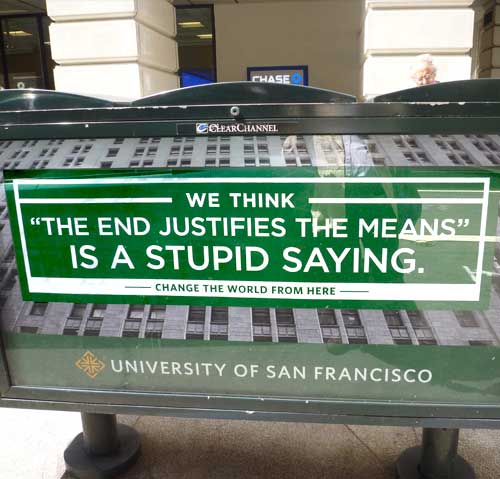 CHASE
CLEARCHANNEL
WE THINK
“THE END JUSTIFIES THE MEANS”
IS A STUPID SAYING.
CHANGE THE WORLD FROM HERE
UNIVERSITY OF SAN FRANCISCO